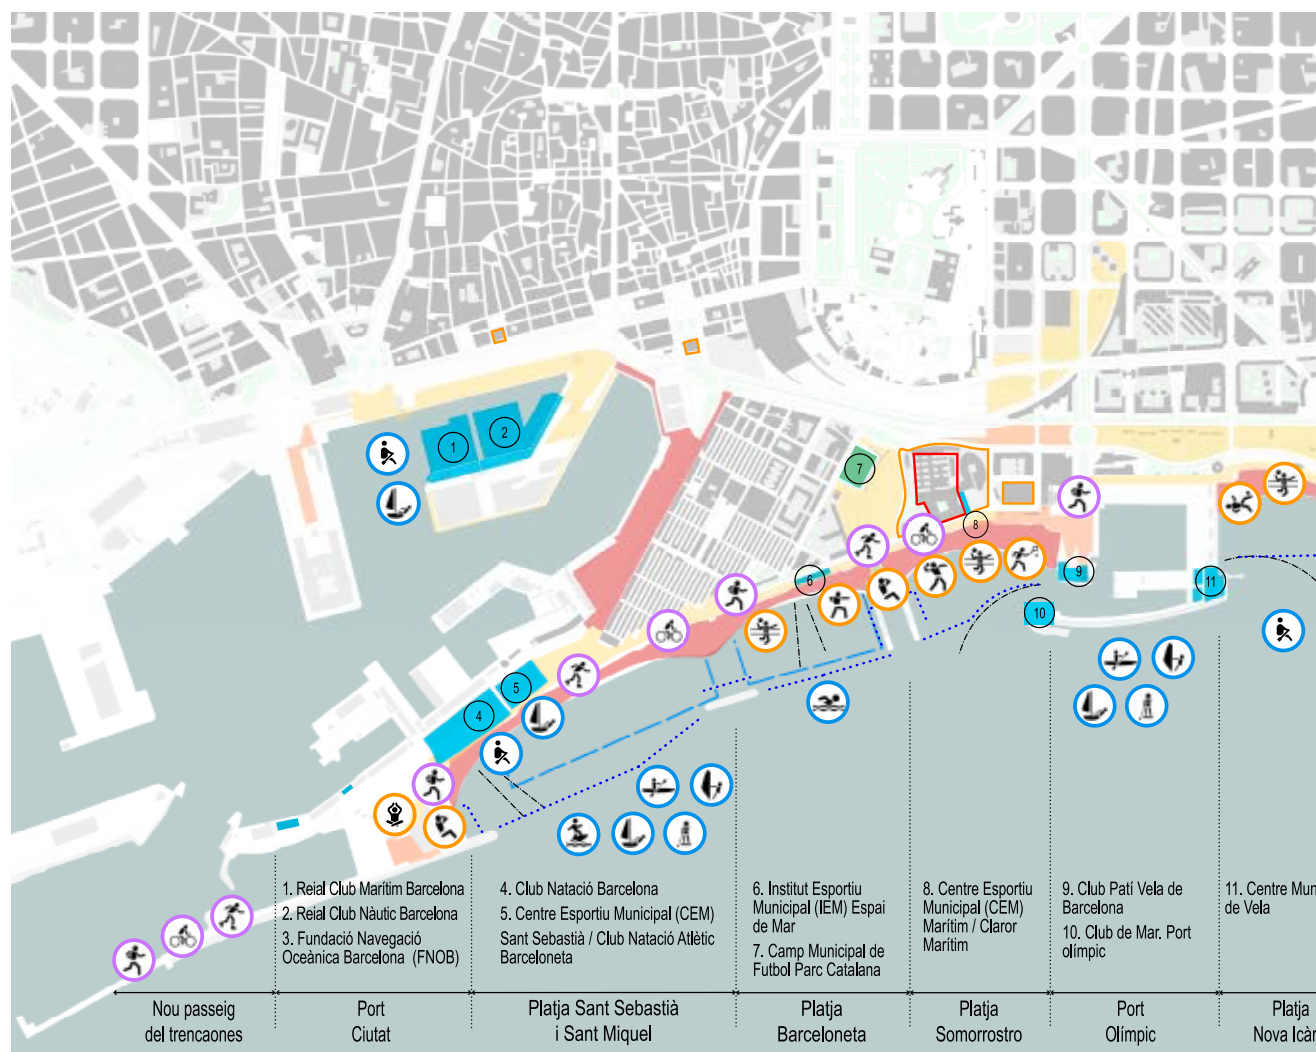 1
2
7
8
6
9
10
11
5
4
1. Reial Club Marítim Barcelona
2. Reial Club Nàutic Barcelona
3. Fundació Navegació
Oceànica Barcelona (FNOB)
4. Club Natació Barcelona
5. Centre Esportiu Municipal (CEM)
Sant Sebastià / Club Natació Atlètic
Barceloneta
6. Institut Esportiu
Municipal (IEM) Espai
de Mar
7. Camp Municipal de
Futbol Parc Catalana
8. Centre Esportiu
Municipal (CEM)
Marítim / Claror
Marítim
9. Club Patí Vela de
Barcelona
10. Club de Mar. Port
olímpic
11. Centre Mun
de Vela
Nou passeig
del trencaones
Port
Ciutat
Platja Sant Sebastià
i Sant Miquel
Platja
Barceloneta
Platja
Somorrostro
Port
Olímpic
Platja
Nova Icàr